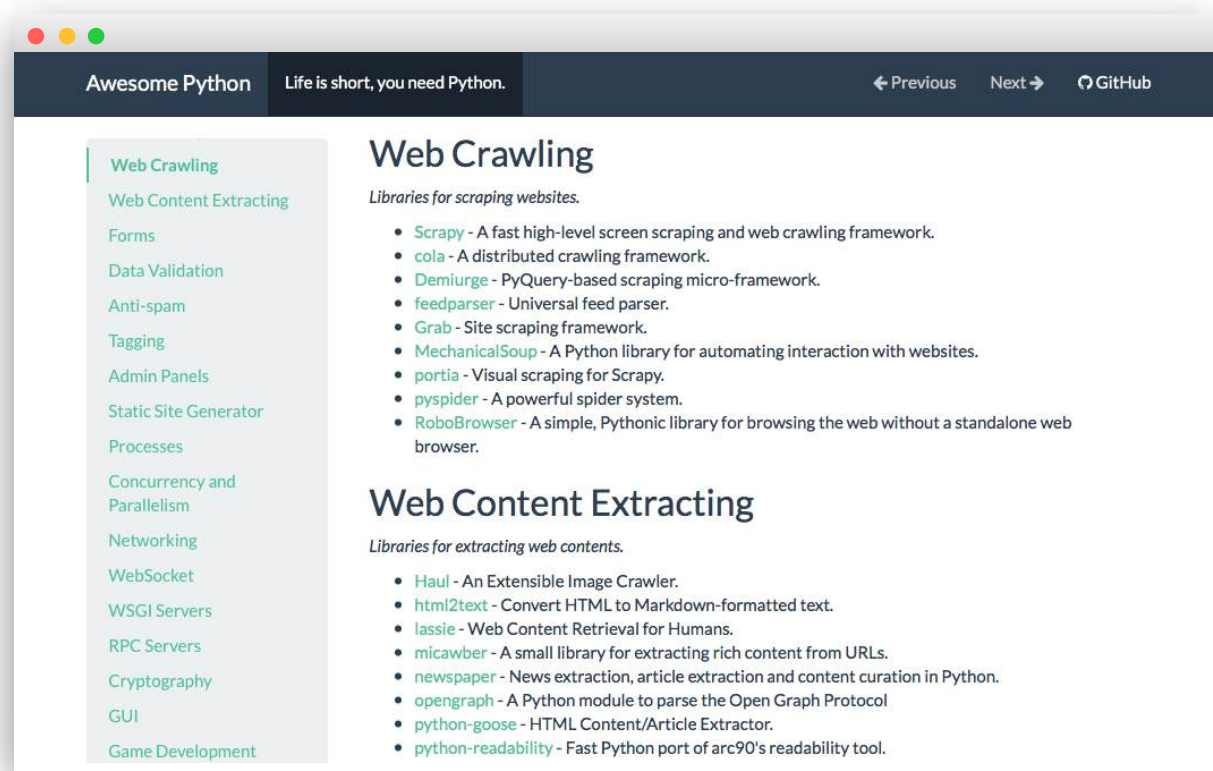 Awesome Python
Life is short, you need Python.
Previous
Next
GitHub
Web Crawling
Web Content Extracting
Forms
Data Validation
Anti-spam
Tagging
Admin Panels
Static Site Generator
Processes
Concurrency and
Parallelism
Networking
WebSocket
WSGI Servers
RPC Servers
Cryptography
GUI
Game Development
Web Crawling
Libraries for scraping websites.
• Scrapy - A fast high-level screen scraping and web crawling framework.
• cola - A distributed crawling framework.
• Demiurge - PyQuery-based scraping micro-framework.
• feedparser - Universal feed parser.
• Grab - Site scraping framework.
• MechanicalSoup - A Python library for automating interaction with websites.
• portia - Visual scraping for Scrapy.
• pyspider - A powerful spider system.
• RoboBrowser - A simple, Pythonic library for browsing the web without a standalone web
browser.
Web Content Extracting
Libraries for extracting web contents.
• Haul - An Extensible Image Crawler.
• html2text - Convert HTML to Markdown-formatted text.
• lassie - Web Content Retrieval for Humans.
• micawber - A small library for extracting rich content from URLs.
• newspaper - News extraction, article extraction and content curation in Python.
• opengraph - A Python module to parse the Open Graph Protocol
• python-goose - HTML Content/Article Extractor.
• python-readability - Fast Python port of arc90's readability tool.